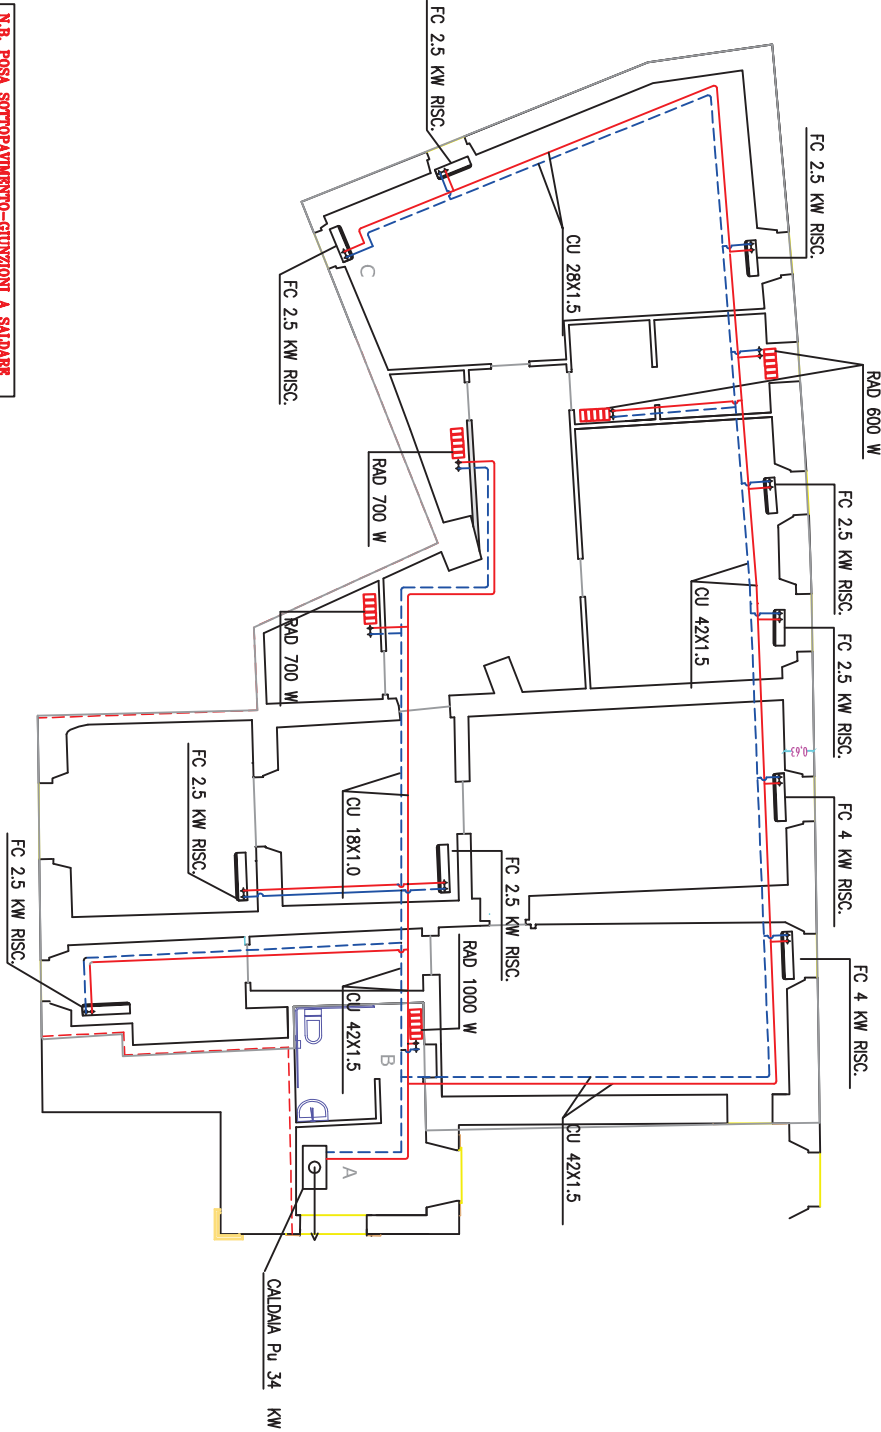 N.B. POSA SOTTOPAVIMENTO-GIUNZIONI A SALDARE
FC 2.5 KW RISC.
FC 2.5 KW RISC.
RAD 600 W
FC 2.5 KW RISC.
FC 2.5 KW RISC.
FC 4 KW RISC.
FC 4 KW RISC.
CU 28X1.5
CU 42X1.5
0,63
C
FC 2.5 KW RISC.
RAD 700 W
RAD 700 W
CU 18X1.0
FC 2.5 KW RISC.
RAD 1000 W
CU 42X1.5
CU 42X1.5
FC 2.5 KW RISC.
FC 2.5 KW RISC.
B
A
CALDAIA Pu 34 KW